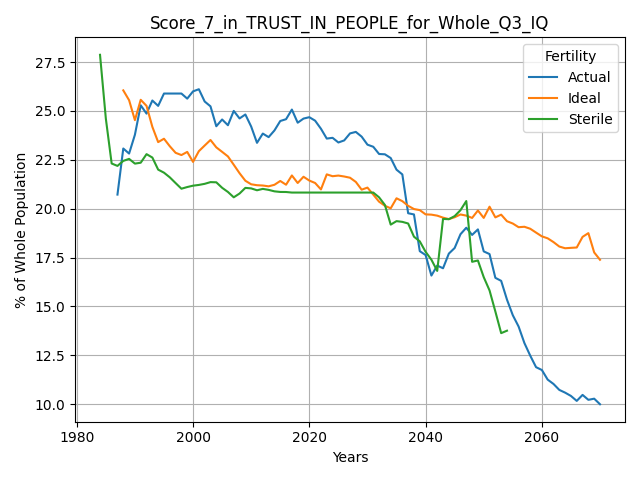 Score_7_in_TRUST_IN_PEOPLE_for_Whole_Q3_IQ
Fertility
Actual
Ideal
Sterile
% of Whole Population
27.5
25.0
22.5
20.0
17.5
15.0
12.5
10.0
1980 2000 2020 2040 2060
Years